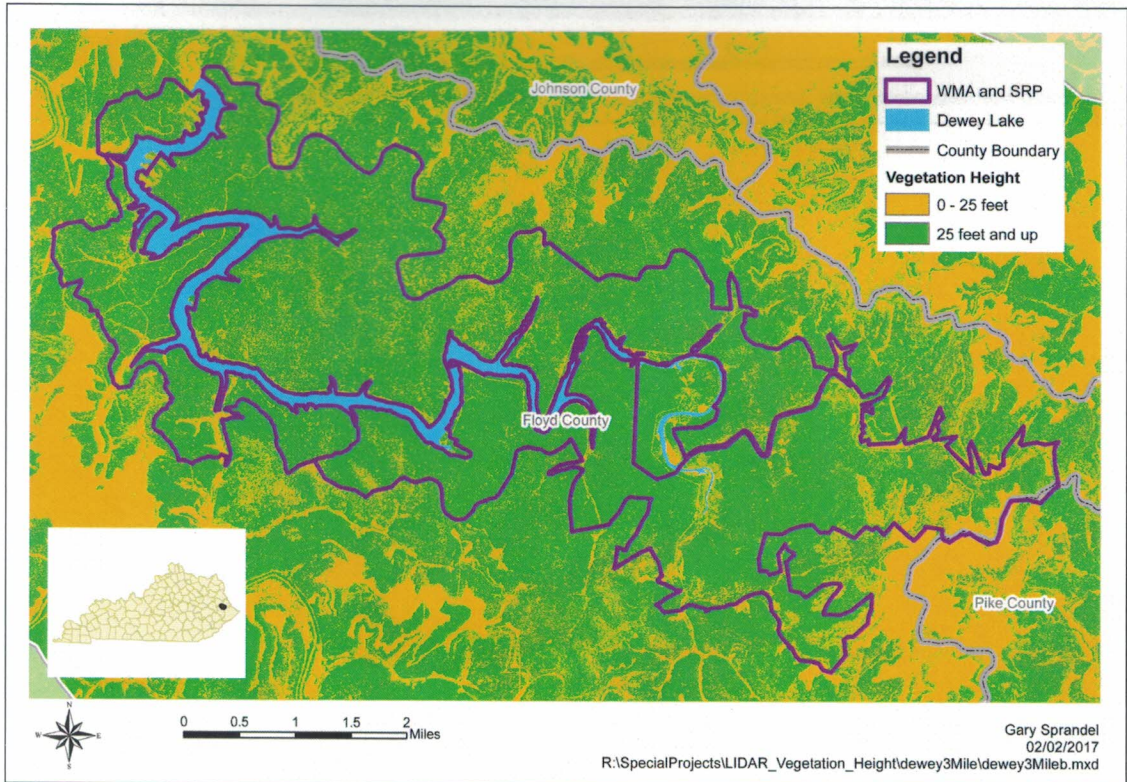 Legend
WMA and SRP
Dewey Lake
County Boundary
Vegetation Height
0 - 25 feet
25 feet and up
Johnson County
Floyd County
Pike County
N
W
E
S
0 0.5 1 1.5 2
Miles
Gary Sprandel
02/02/2017
R:\SpecialProjects\LIDAR_Vegetation_Height\dewey3Mile\dewey3Mileb.mxd